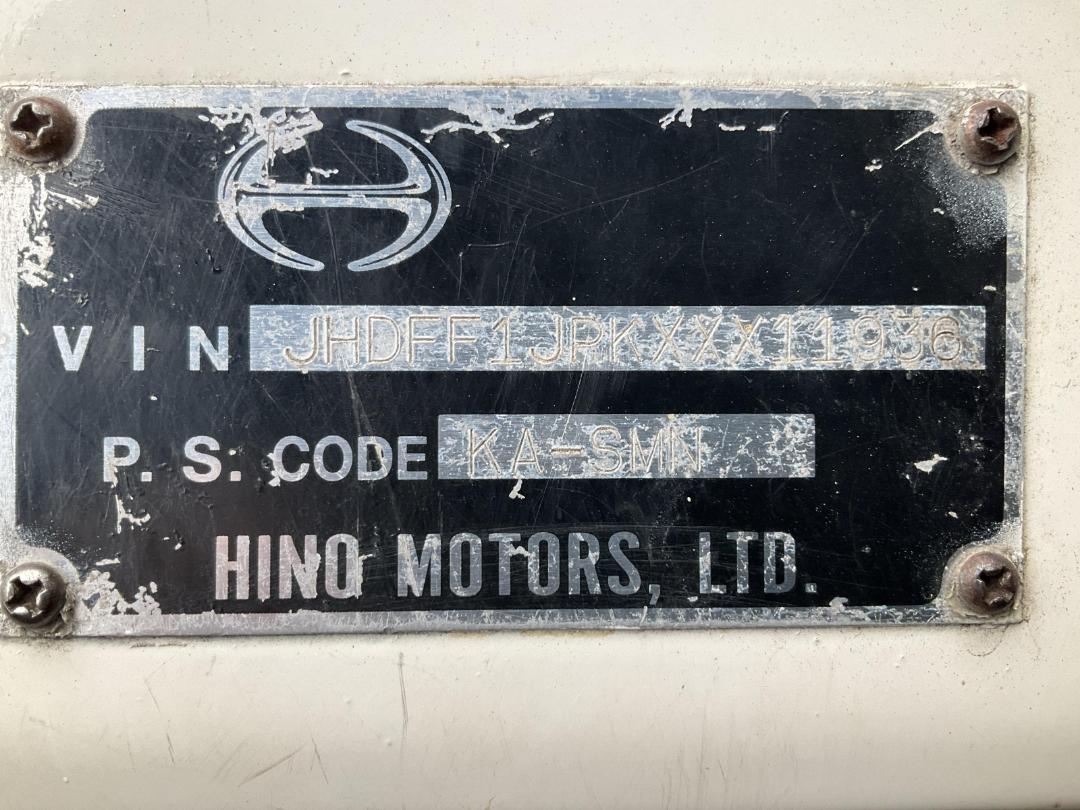 VIN JHDFF1JPKXXX11936
P. S. CODE KA-SMN
HINO MOTORS, LTD.